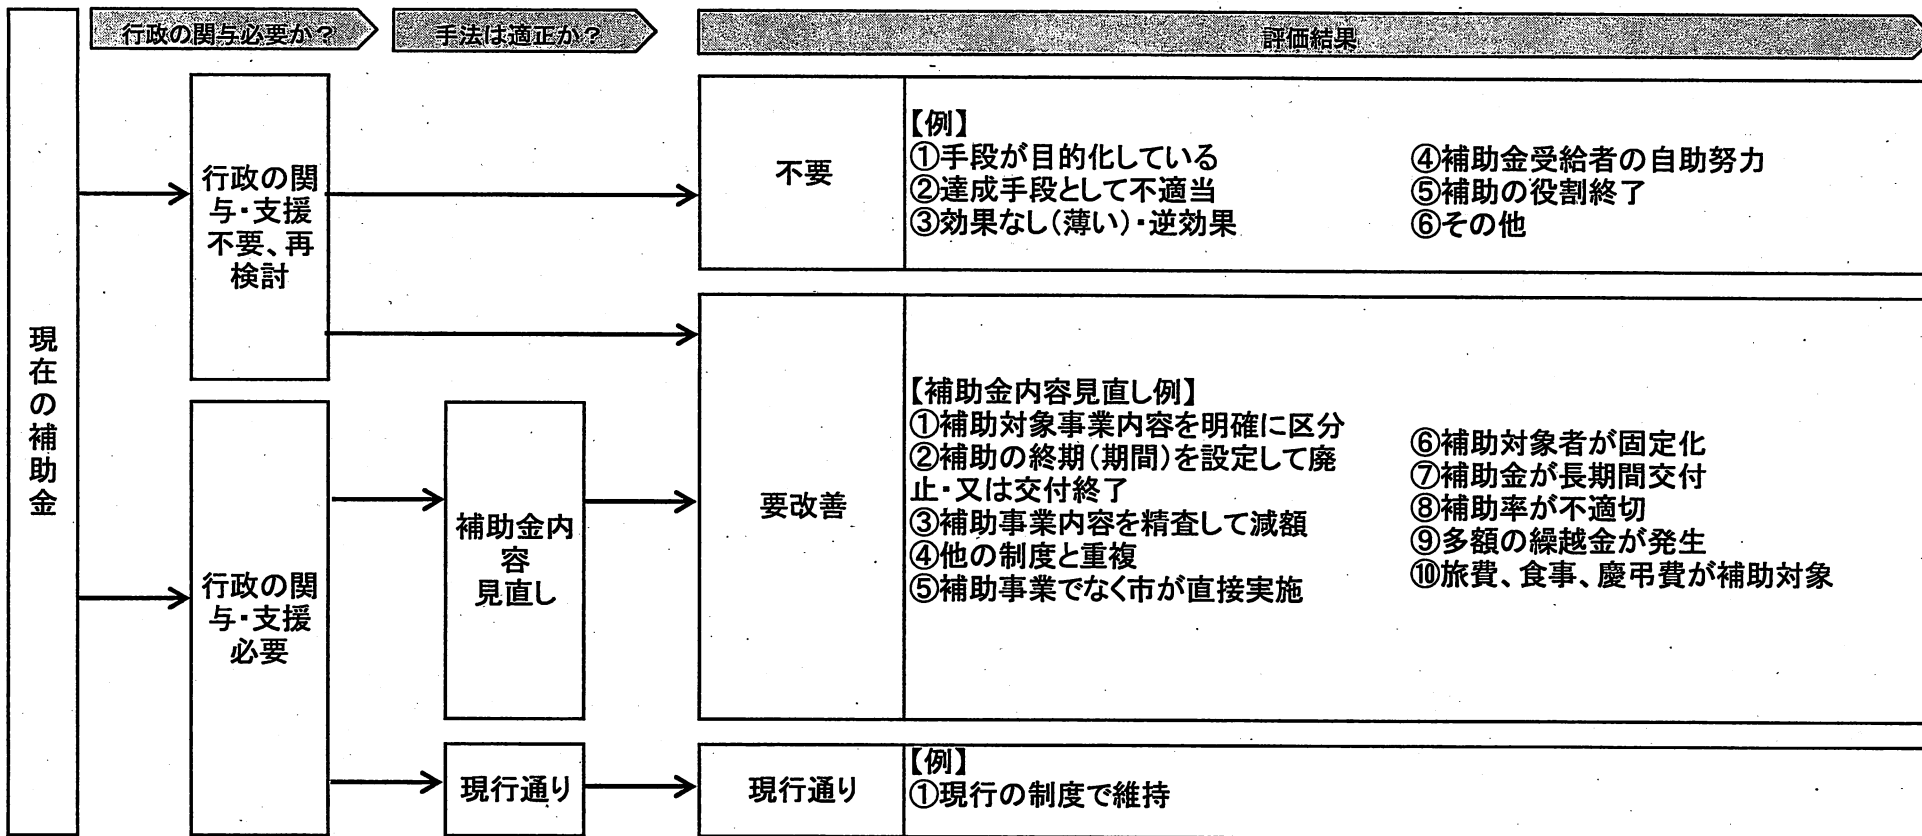 行政の関与必要か?
手法は適正か?
評価結果
現在の補助金
行政の関
与・支援
不要、再
検討
不要
【例】
①手段が目的化している
②達成手段として不適当
③効果なし(薄い)・逆効果
④補助金受給者の自助努力
⑤補助の役割終了
⑥その他
行政の関
与・支援
必要
補助金内
容
見直し
要改善
【補助金内容見直し例】
①補助対象事業内容を明確に区分
②補助の終期(期間)を設定して廃
止・又は交付終了
③補助事業内容を精査して減額
④他の制度と重複
⑤補助事業でなく市が直接実施
⑥補助対象者が固定化
⑦補助金が長期間交付
⑧補助率が不適切
⑨多額の繰越金が発生
⑩旅費、食事、慶弔費が補助対象
現行通り
現行通り
【例】
①現行の制度で維持